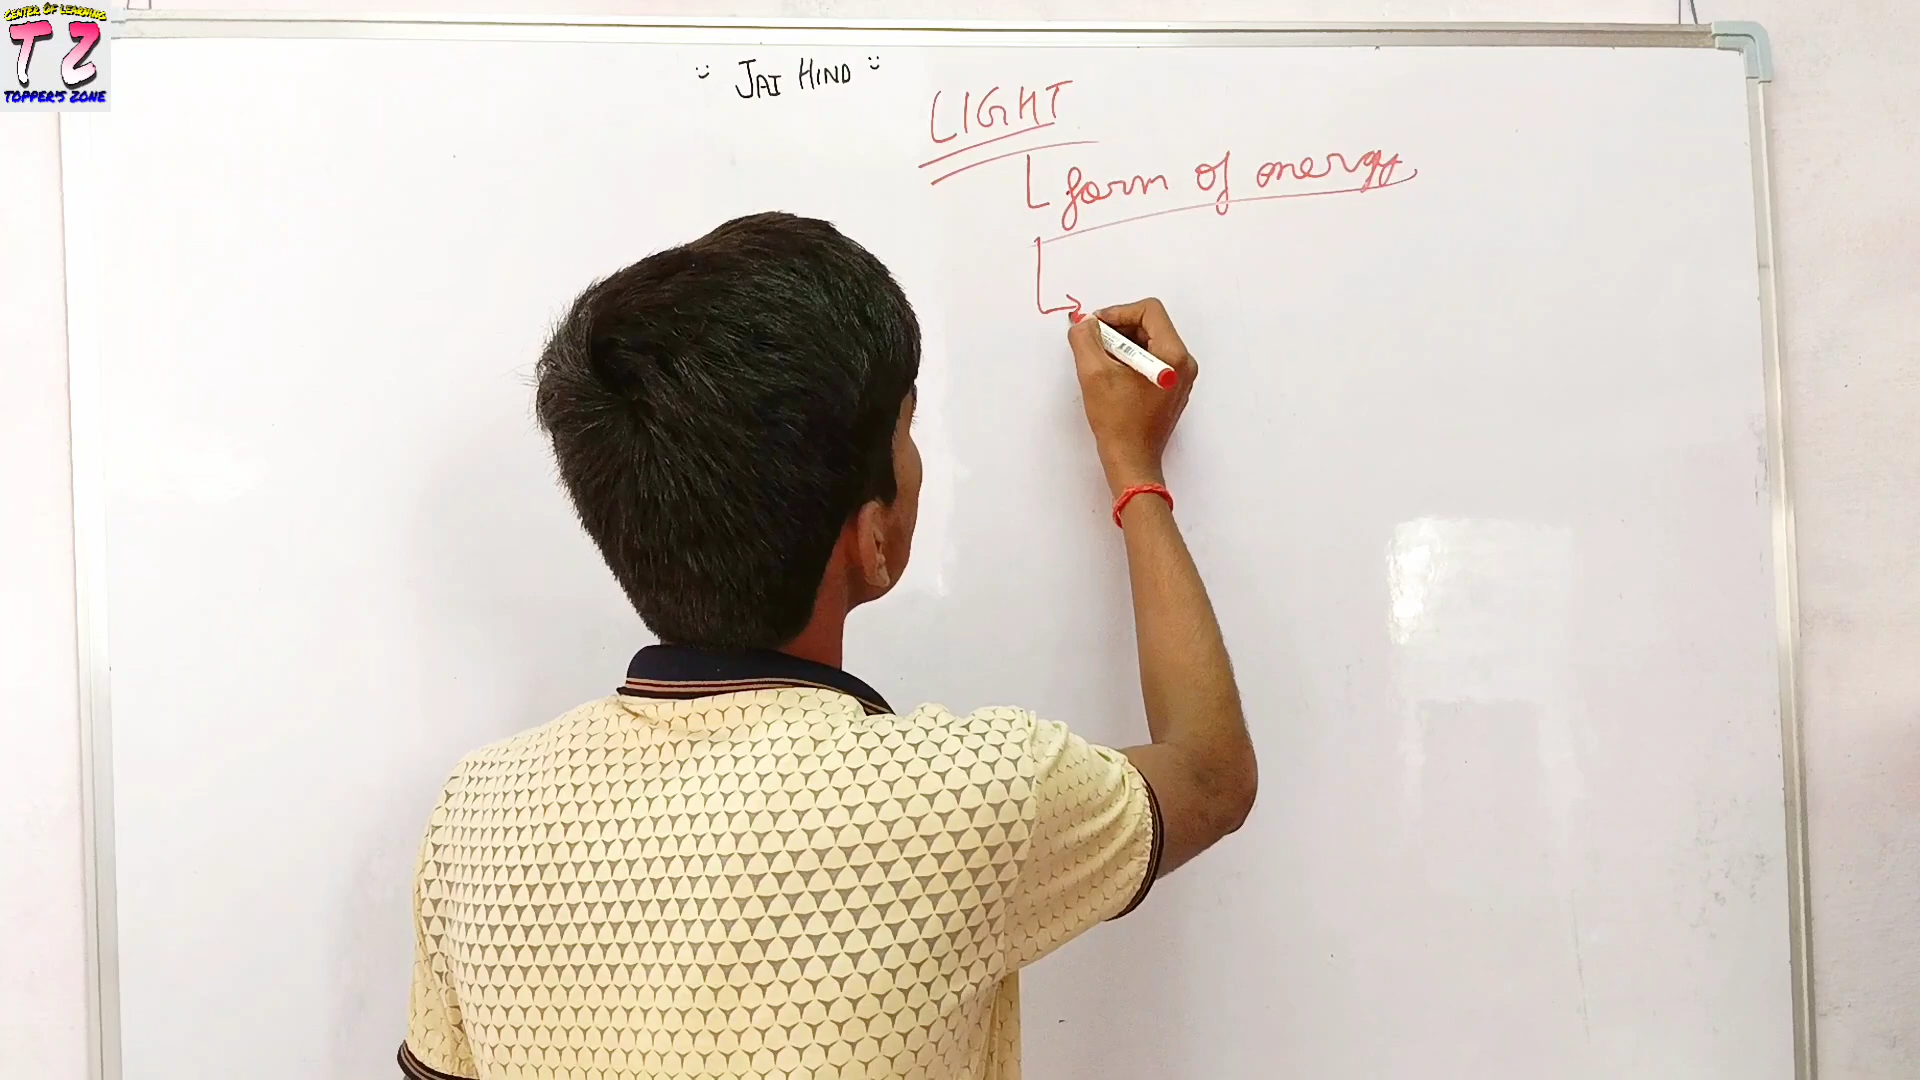 CENTER OF LEARNING
TZ
TOPPER'S ZONE
JAI HIND
LIGHT
form of energy